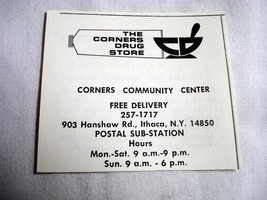 THE
CORNERS
DRUG
STORE
CORNERS COMMUNITY CENTER
FREE DELIVERY
257-1717
903 Hanshaw Rd., Ithaca, N.Y. 14850
POSTAL SUB-STATION
Hours
Mon.-Sat. 9 a.m.-9 p.m.
Sun. 9 a.m. - 6 p.m.